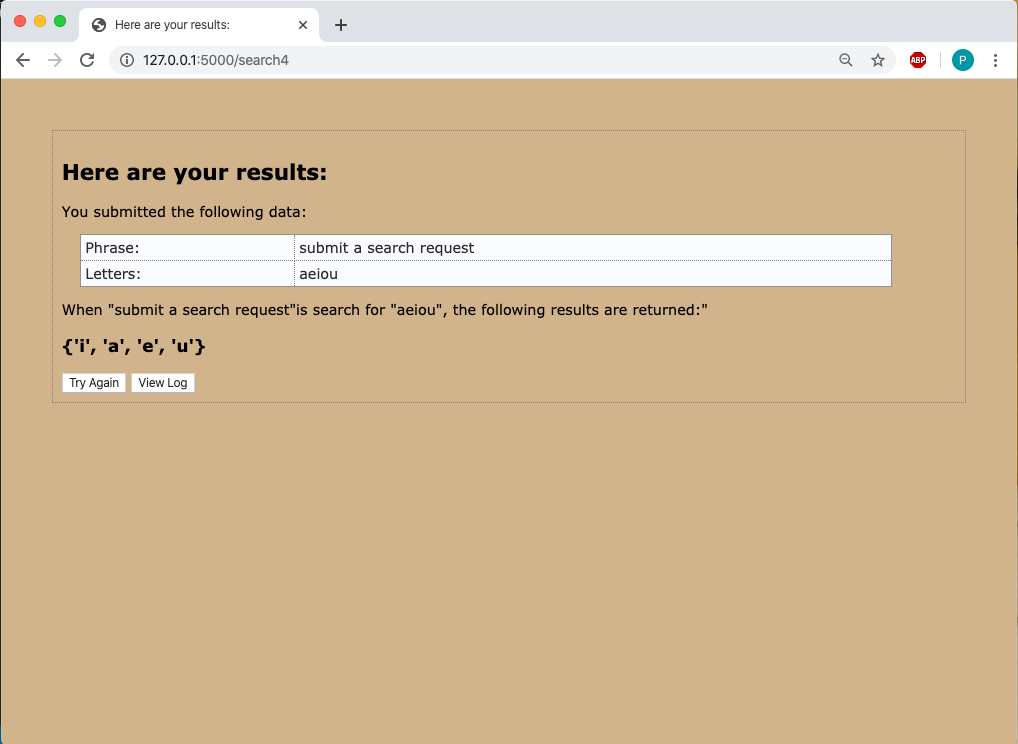 Here are your results:
127.0.0.1:5000/search4
ABP
P
Here are your results:
You submitted the following data:
Phrase: submit a search request
Letters: aeiou
When "submit a search request"is search for "aeiou", the following results are returned:"
{'i', 'a', 'e', 'u'}
Try Again View Log